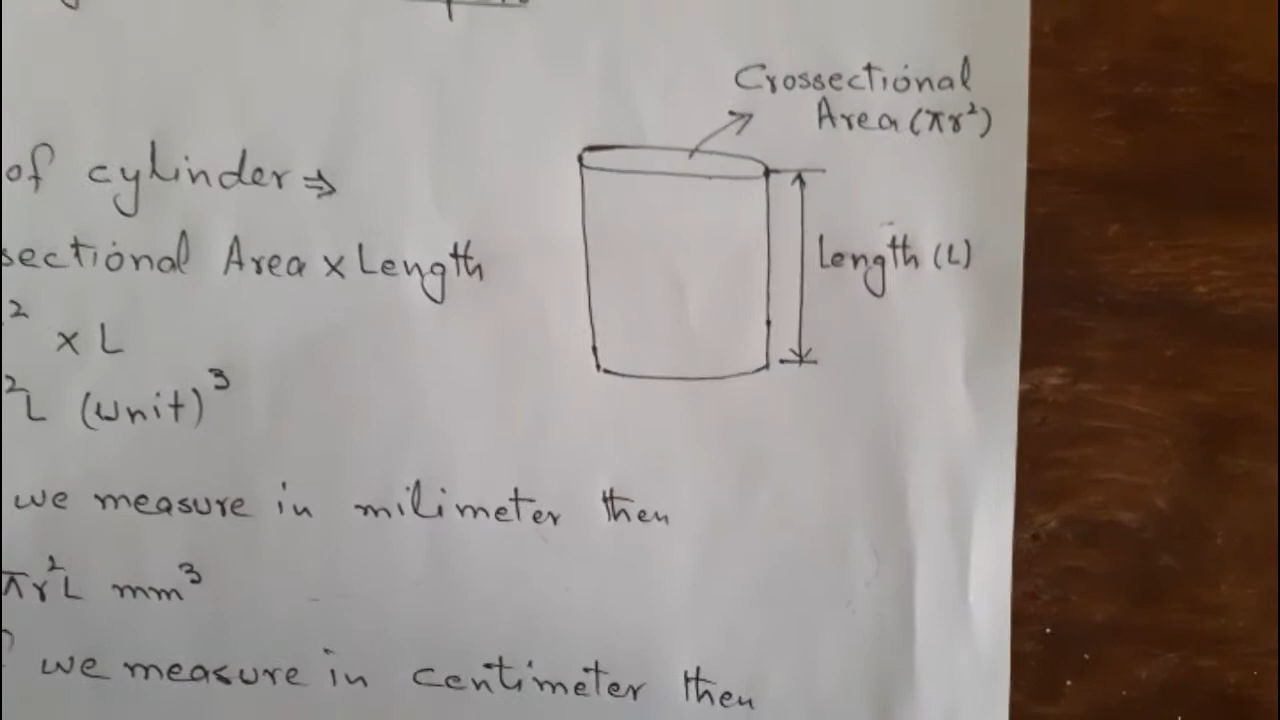 Crossectional
Area (πr²)
of cylinder ⇒
sectional Area x Length
² x L
²L (unit)³
Length (L)
we measure in milimeter then
πr²L mm³
we measure in centimeter then